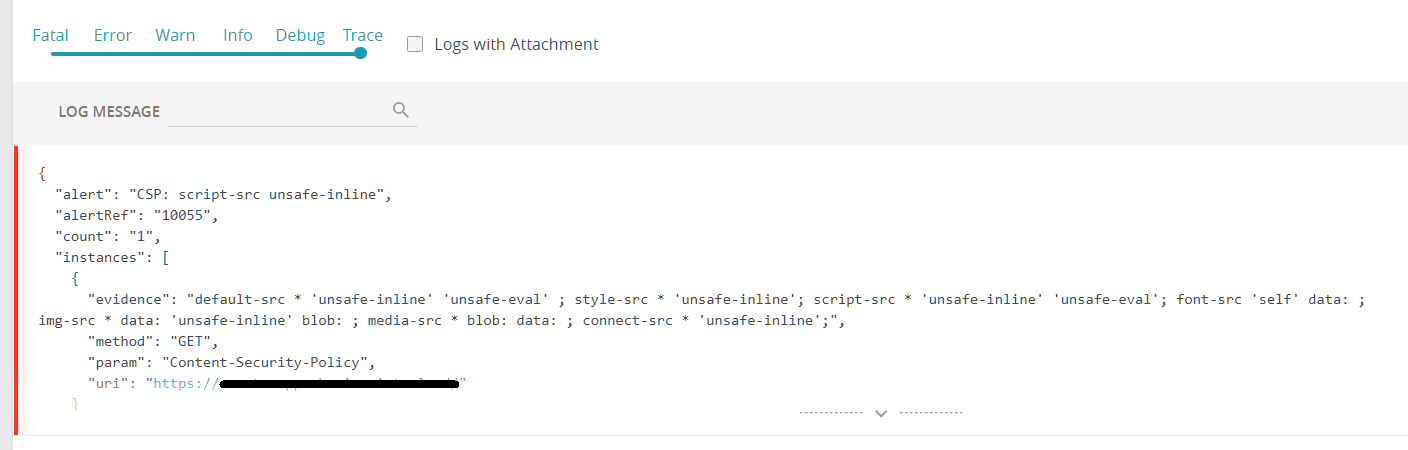 Fatal Error Warn Info Debug Trace Logs with Attachment
LOG MESSAGE
{
"alert": "CSP: script-src unsafe-inline",
"alertRef": "10055",
"count": "1",
"instances": [
{
"evidence": "default-src * 'unsafe-inline' 'unsafe-eval' ; style-src * 'unsafe-inline'; script-src * 'unsafe-inline' 'unsafe-eval'; font-src 'self' data: ;
img-src * data: 'unsafe-inline' blob: ; media-src * blob: data: ; connect-src * 'unsafe-inline';",
"method": "GET",
"param": "Content-Security-Policy",
"uri": "https://
}